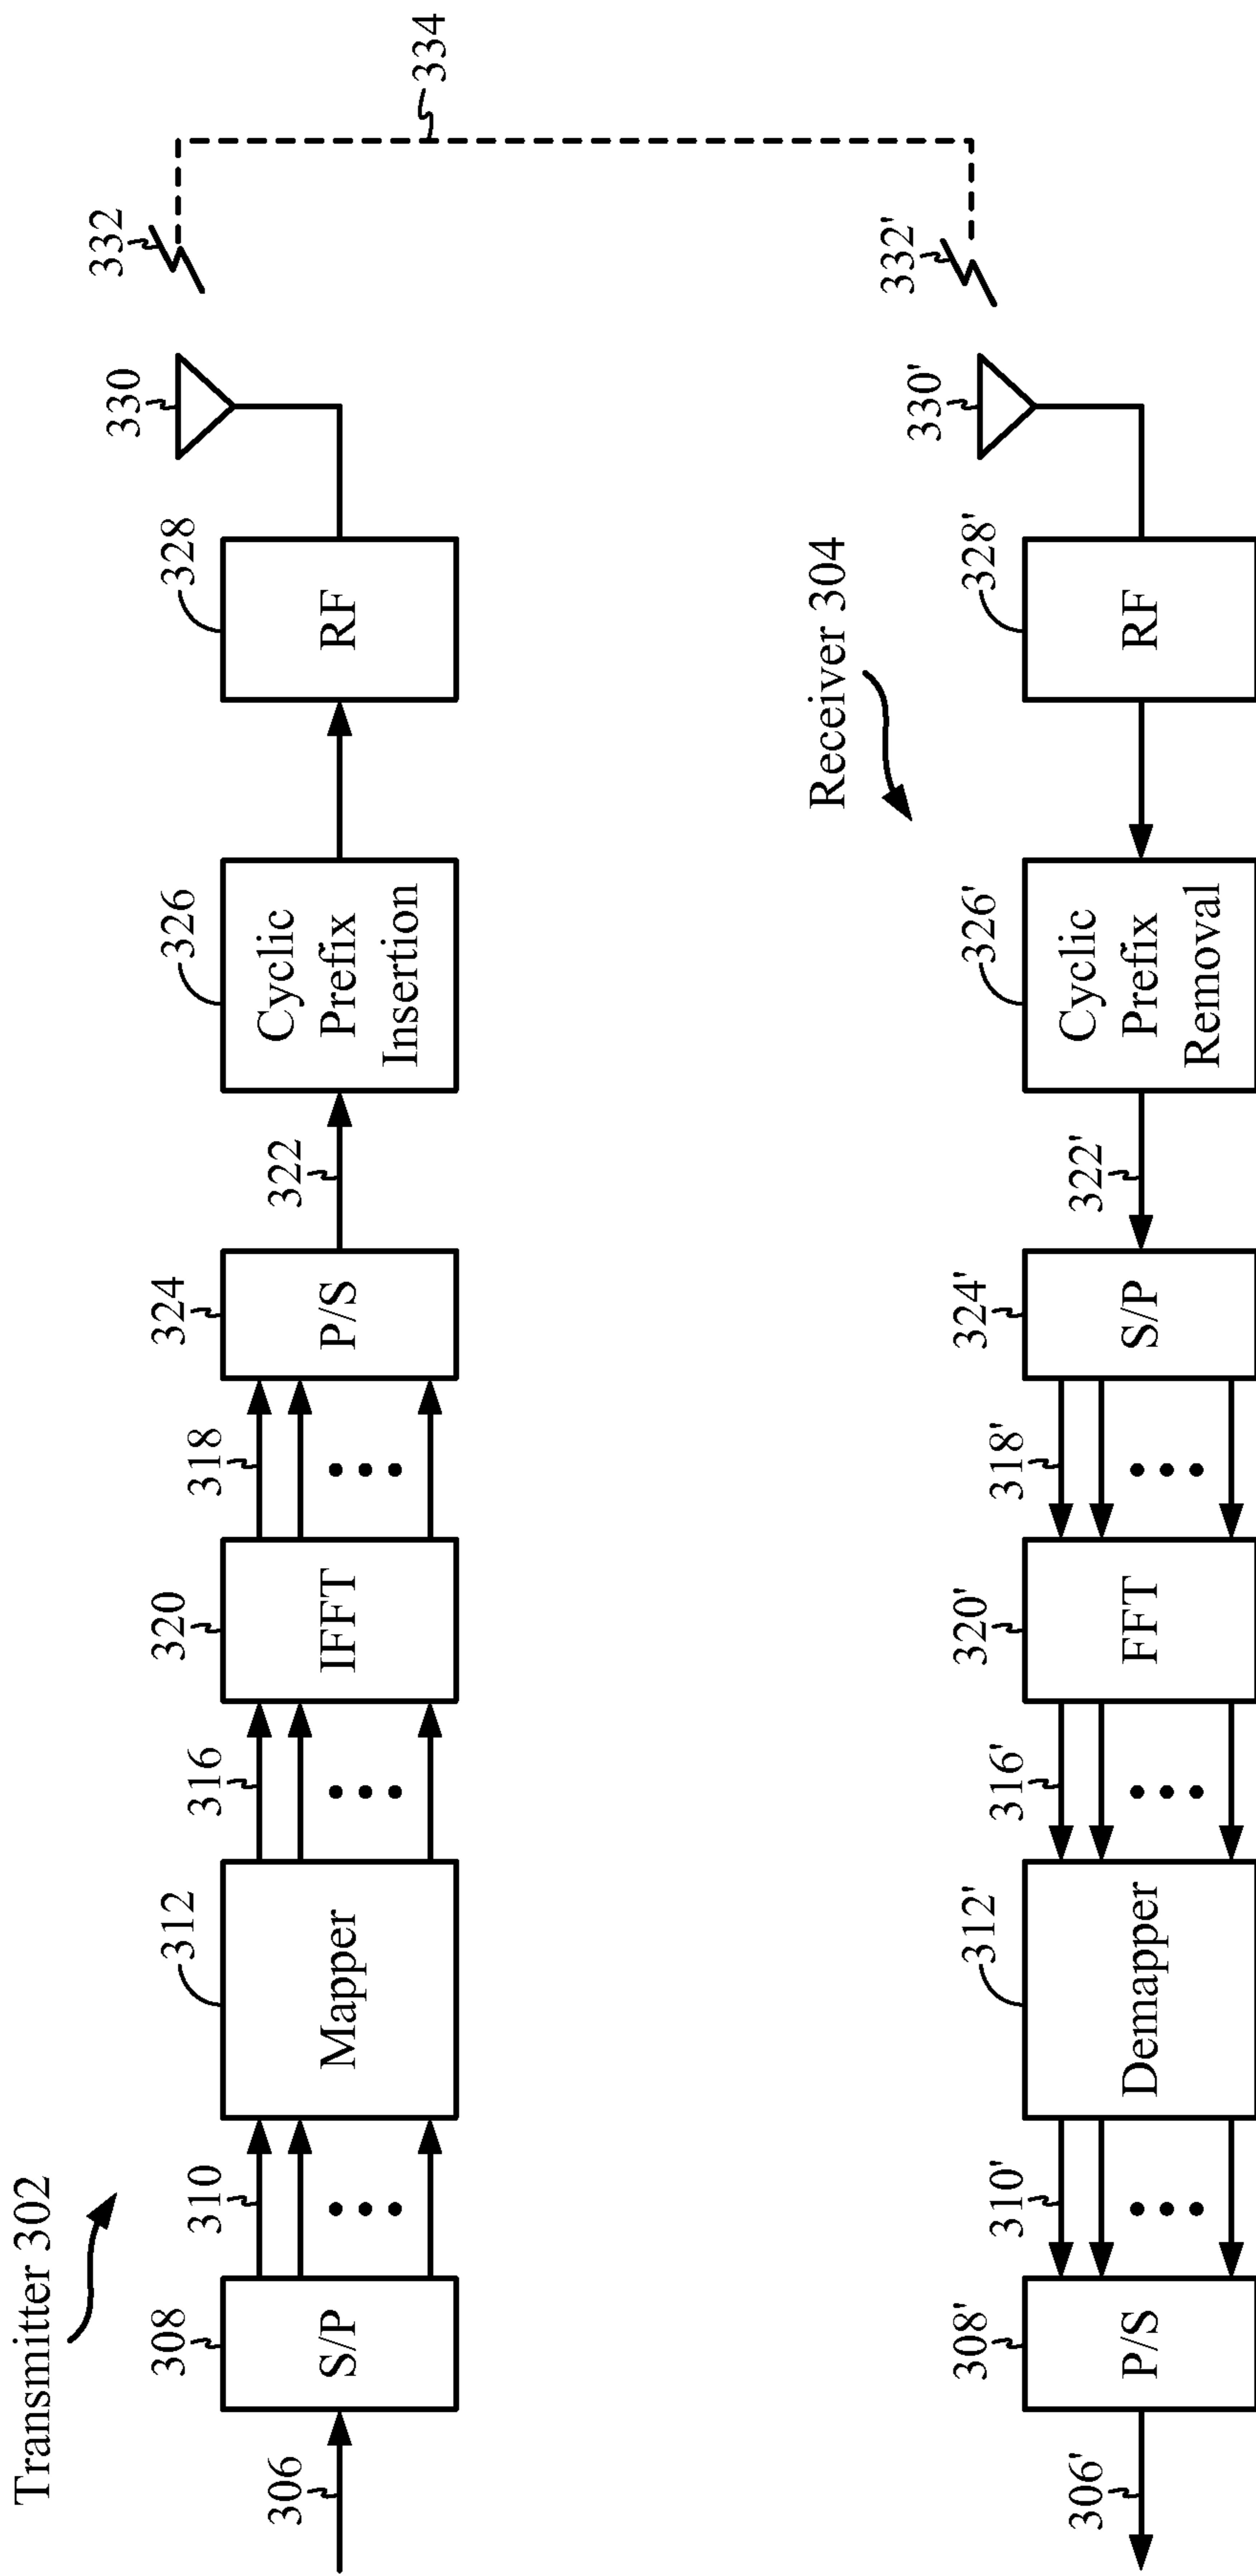 Transmitter 302
306
308
S/P
310
312
Mapper
316
320
IFFT
318
324
P/S
322
326
Cyclic
Prefix
Insertion
328
RF
330
332
334
Receiver 304
306'
308'
P/S
310'
312'
Demapper
316'
320'
FFT
318'
324'
S/P
322'
326'
Cyclic
Prefix
Removal
328'
RF
330'
332'